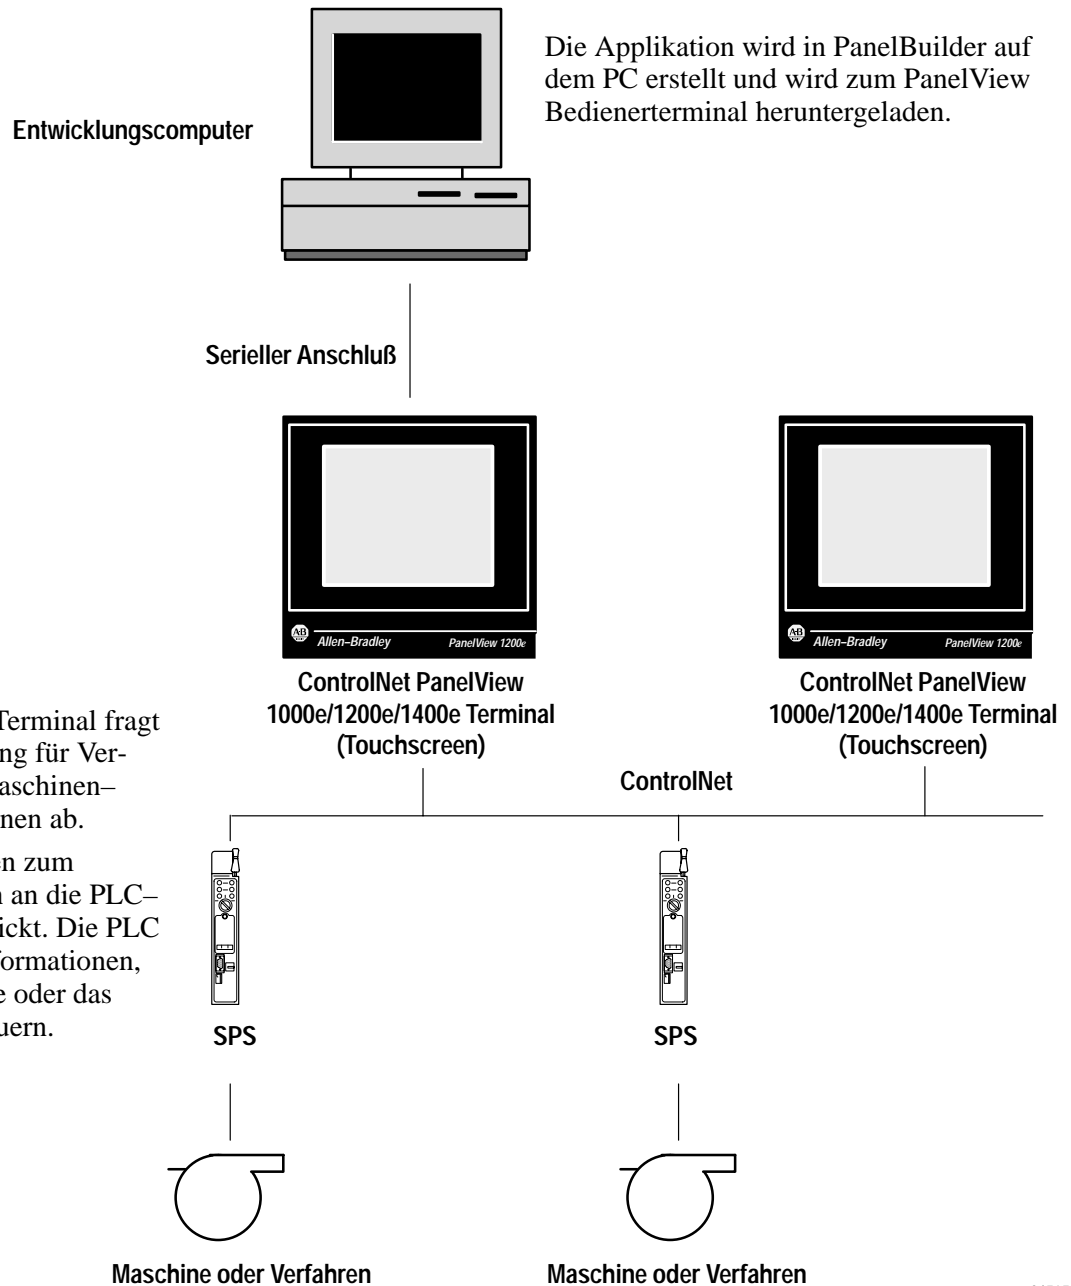 Die Applikation wird in PanelBuilder auf
dem PC erstellt und wird zum PanelView
Bedienerterminal heruntergeladen.
Entwicklungscomputer
Serieller Anschluß
AB
Allen–Bradley PanelView 1200e
AB
Allen–Bradley PanelView 1200e
ControlNet PanelView
1000e/1200e/1400e Terminal
(Touchscreen)
ControlNet PanelView
1000e/1200e/1400e Terminal
(Touchscreen)
Terminal fragt
ng für Ver-
aschinen–
nen ab.
en zum
an die PLC–
ickt. Die PLC
formationen,
e oder das
uern.
ControlNet
SPS
SPS
Maschine oder Verfahren
Maschine oder Verfahren